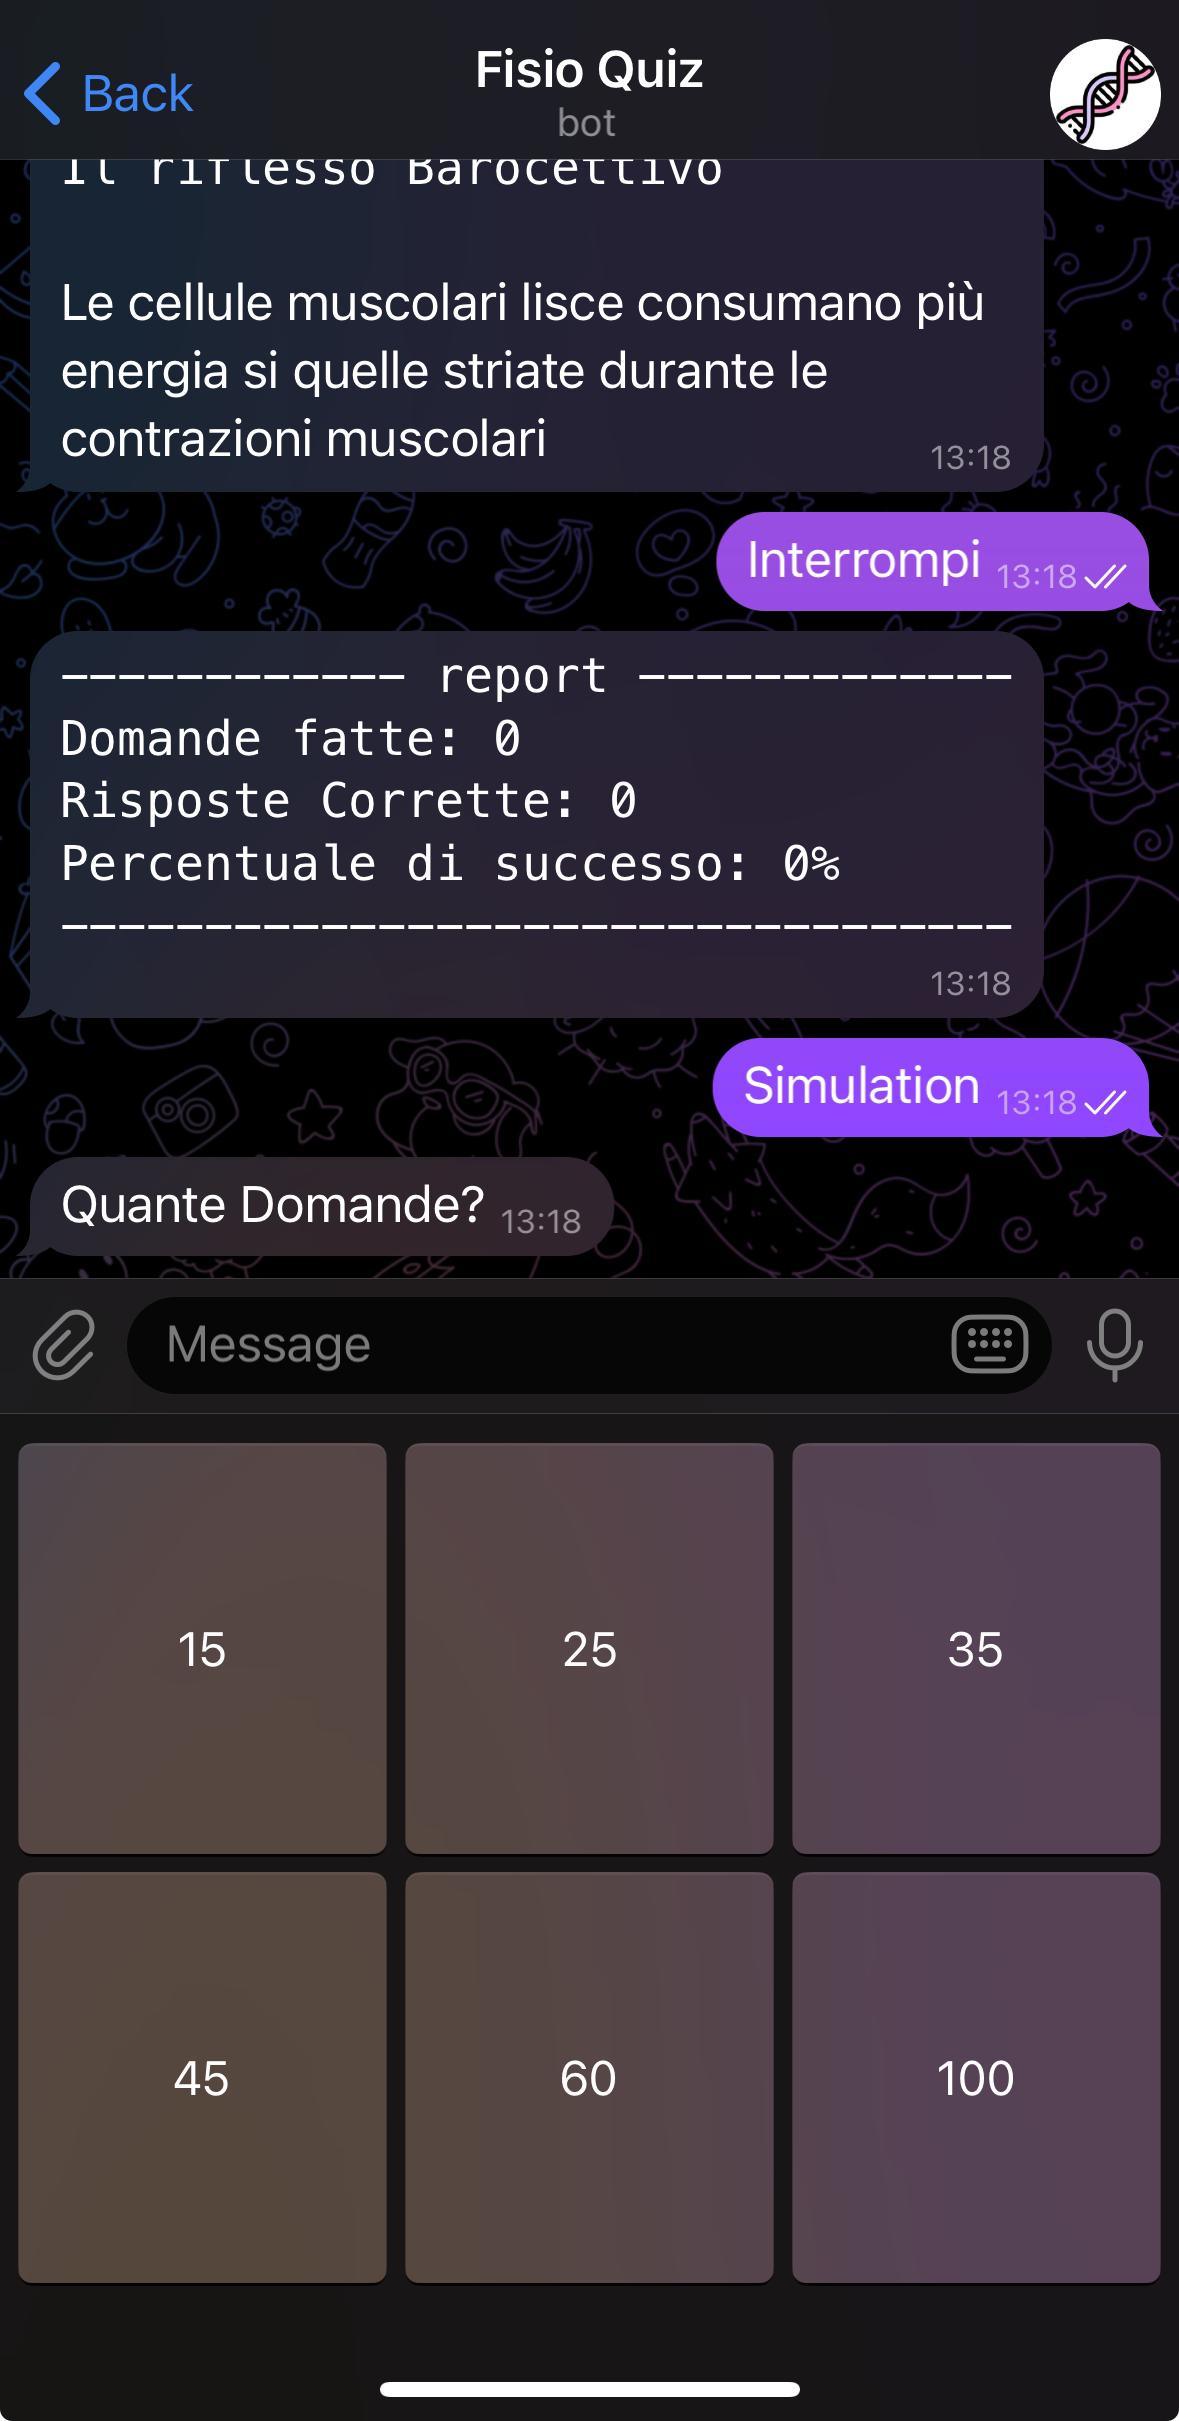 Back
Fisio Quiz
bot
Il riflesso Barocettivo
Le cellule muscolari lisce consumano più
energia si quelle striate durante le
contrazioni muscolari
13:18
Interrompi 13:18
------------ report -------------
Domande fatte: 0
Risposte Corrette: 0
Percentuale di successo: 0%
---------------------------------
13:18
Simulation 13:18
Quante Domande? 13:18
Message
15 25 35
45 60 100